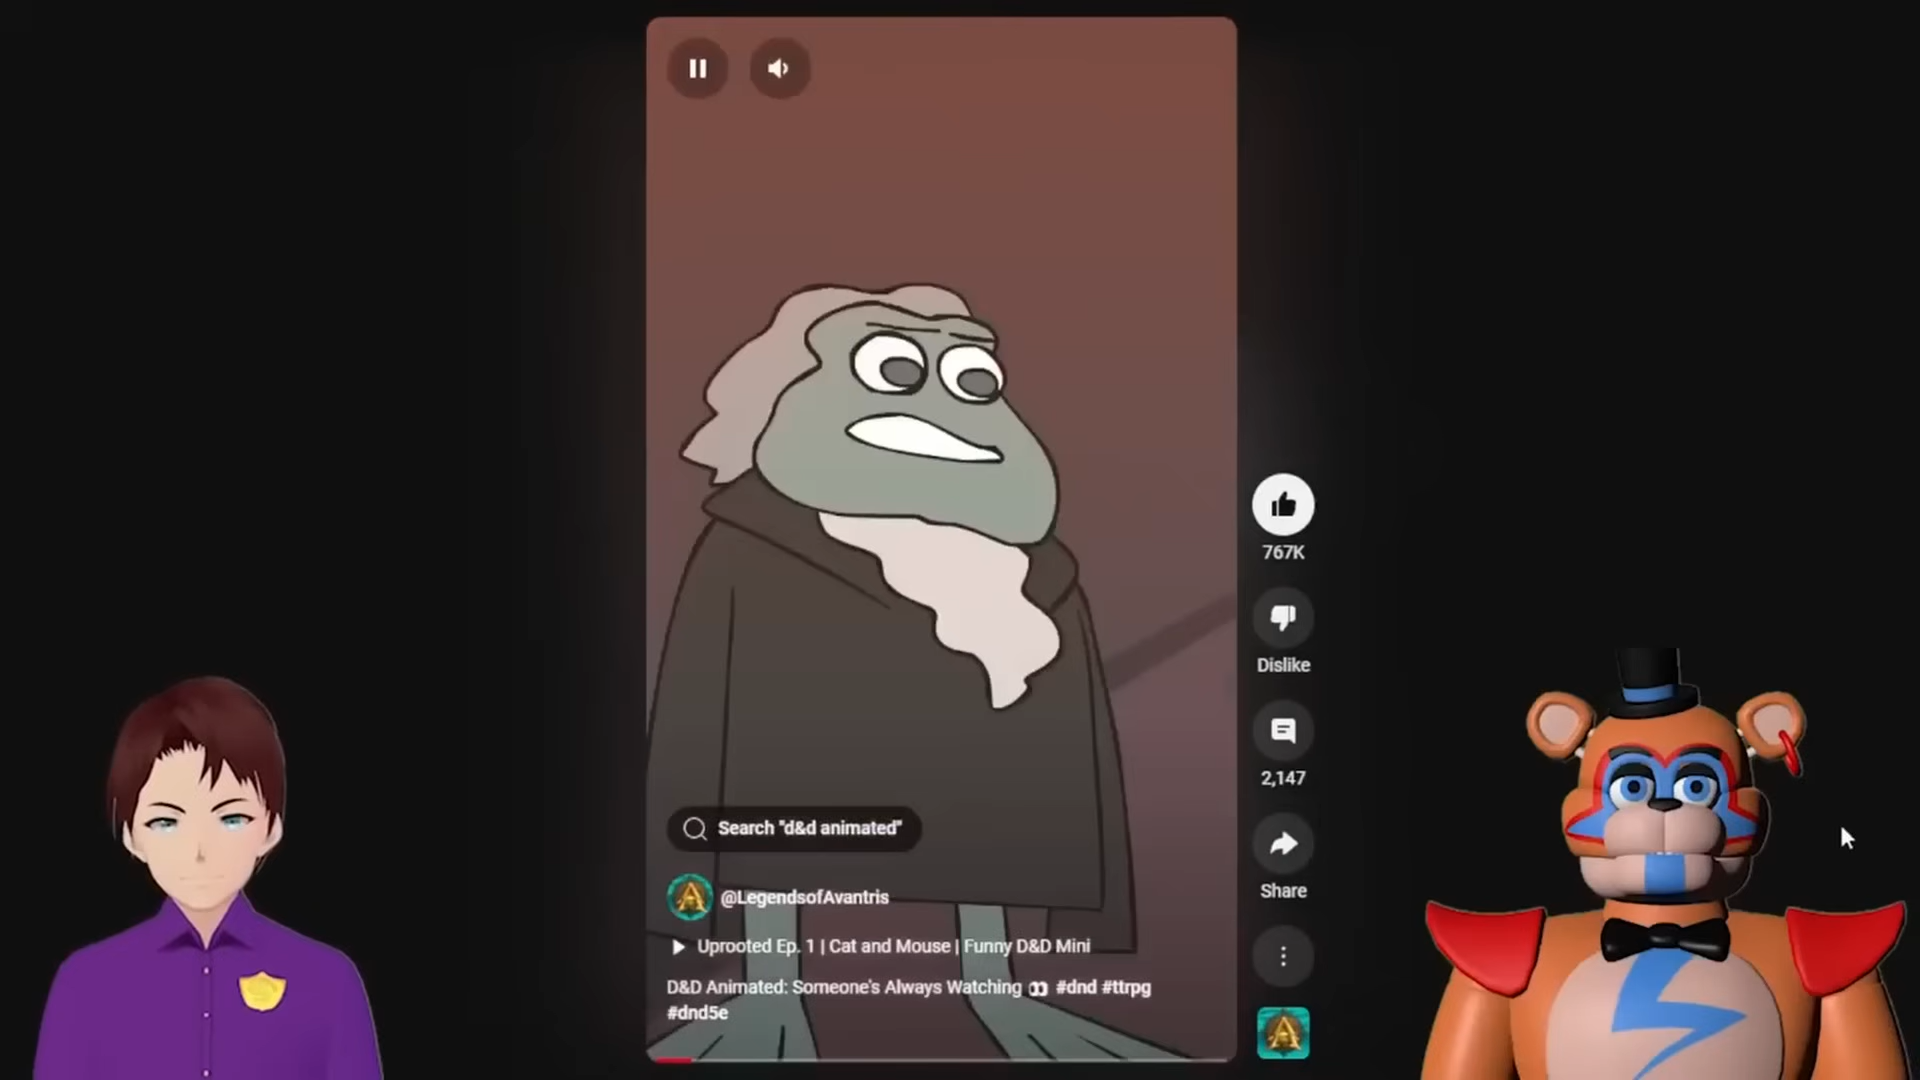 767K
Dislike
2,147
Search "d&d animated"
Share
@LegendsofAvantris
Uprooted Ep. 1 | Cat and Mouse | Funny D&D Mini
D&D Animated: Someone's Always Watching 👀 #dnd #ttrpg
#dnd5e